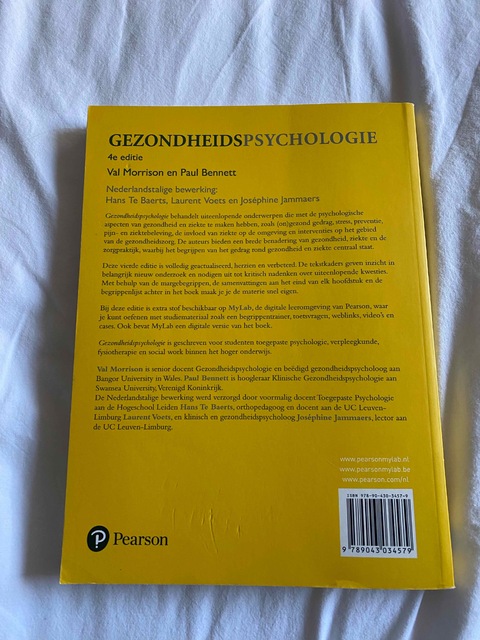 GEZONDHEIDSPSYCHOLOGIE
4e editie
Val Morrison en Paul Bennett
Nederlandstalige bewerking:
Hans Te Baerts, Laurent Voets en Joséphine Jammaers
Gezondheidspsychologie behandelt uiteenlopende onderwerpen die met de psychologische
aspecten van gezondheid en ziekte te maken hebben, zoals (on)gezond gedrag, stress, preventie,
pijn- en ziektebeleving, de invloed van ziekte op de omgeving en interventies op het gebied
van de gezondheidszorg. De auteurs bieden een brede benadering van gezondheid, ziekte en de
zorgpraktijk, waarbij het begrijpen van het gedrag rond gezondheid en ziekte centraal staat.
Deze vierde editie is volledig geactualiseerd, herzien en verbeterd. De tekstkaders geven inzicht in
belangrijk nieuw onderzoek en nodigen uit tot kritisch nadenken over uiteenlopende kwesties.
Met behulp van de margebegrippen, de samenvattingen aan het eind van elk hoofdstuk en de
begrippenlijst achter in het boek maak je je de materie snel eigen.
Bij deze editie is extra stof beschikbaar op MyLab, de digitale leeromgeving van Pearson, waar
je kunt oefenen met studiemateriaal zoals een begrippentrainer, toetsvragen, weblinks, video's en
cases. Ook bevat MyLab een digitale versie van het boek.
Gezondheidspsychologie is geschreven voor studenten toegepaste psychologie, verpleegkunde,
fysiotherapie en social work binnen het hoger onderwijs.
Val Morrison is senior docent Gezondheidspsychologie en beëdigd gezondheidspsycholoog aan
Bangor University in Wales. Paul Bennett is hoogleraar Klinische Gezondheidspsychologie aan
Swansea University, Verenigd Koninkrijk.
De Nederlandstalige bewerking werd verzorgd door voormalig docent Toegepaste Psychologie
aan de Hogeschool Leiden Hans Te Baerts, orthopedagoog en docent aan de UC Leuven-
Limburg Laurent Voets, en klinisch en gezondheidspsycholoog Joséphine Jammaers, lector aan
de UC Leuven-Limburg.
www.pearsonmylab.nl
www.pearsonmylab.be
www.pearson.com/nl
ISBN 978-90-430-3457-9
9 789043 034579
P Pearson